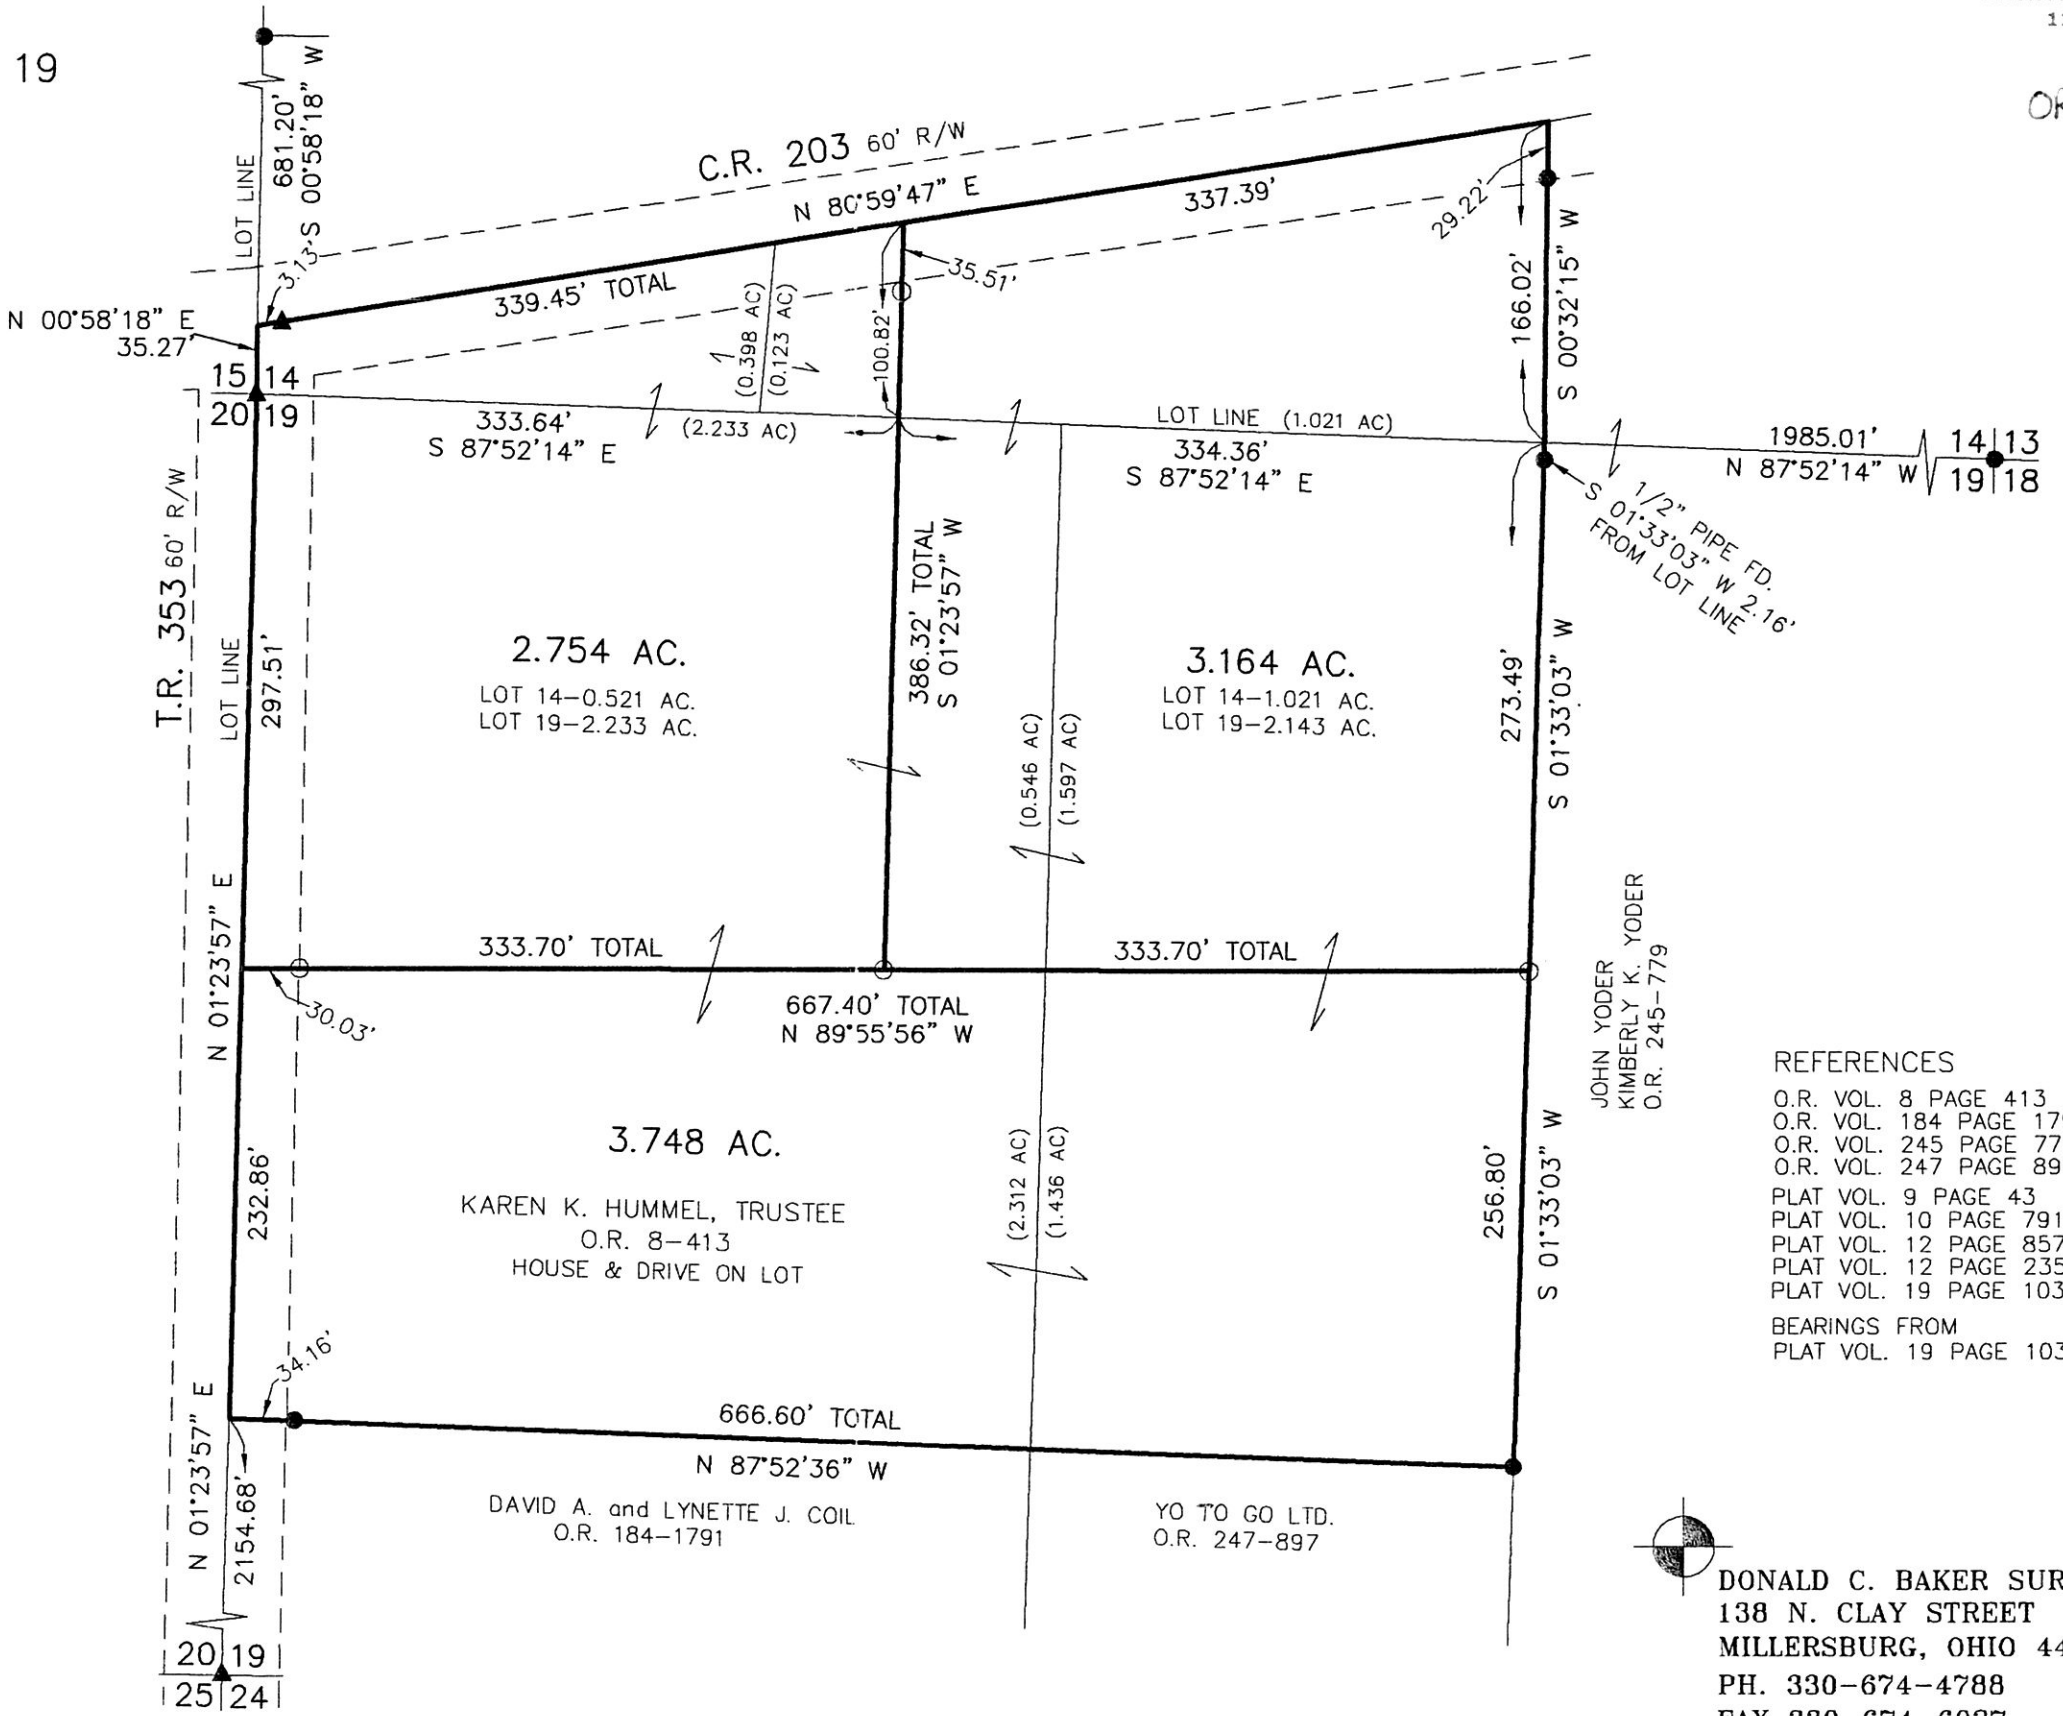 19
681.20'
S 00°58'18" W
LOT LINE
C.R. 203 60' R/W
N 80°59'47" E
337.39'
29.22'
3.13'
339.45' TOTAL
35.51'
N 00°58'18" E
35.27'
(0.398 AC)
(0.123 AC)
100.82'
166.02'
S 00°32'15" W
15 14
20 19
333.64'
S 87°52'14" E
(2.233 AC)
LOT LINE (1.021 AC)
334.36'
S 87°52'14" E
1985.01'
N 87°52'14" W
14 13
19 18
1/2" PIPE FD.
S 01°33'03" W 2.16'
FROM LOT LINE
T.R. 353 60' R/W
LOT LINE
297.51'
N 01°23'57" E
2.754 AC.
LOT 14-0.521 AC.
LOT 19-2.233 AC.
386.32' TOTAL
S 01°23'57" W
3.164 AC.
LOT 14-1.021 AC.
LOT 19-2.143 AC.
(0.546 AC)
(1.597 AC)
273.49'
S 01°33'03" W
333.70' TOTAL
333.70' TOTAL
30.03'
667.40' TOTAL
N 89°55'56" W
JOHN YODER
KIMBERLY K. YODER
O.R. 245-779
232.86'
3.748 AC.
KAREN K. HUMMEL, TRUSTEE
O.R. 8-413
HOUSE & DRIVE ON LOT
(2.312 AC)
(1.436 AC)
256.80'
S 01°33'03" W
34.16'
666.60' TOTAL
N 87°52'36" W
N 01°23'57" E
2154.68'
DAVID A. and LYNETTE J. COIL
O.R. 184-1791
YO TO GO LTD.
O.R. 247-897
20 19
25 24
REFERENCES
O.R. VOL. 8 PAGE 413
O.R. VOL. 184 PAGE 17
O.R. VOL. 245 PAGE 77
O.R. VOL. 247 PAGE 89
PLAT VOL. 9 PAGE 43
PLAT VOL. 10 PAGE 791
PLAT VOL. 12 PAGE 857
PLAT VOL. 12 PAGE 235
PLAT VOL. 19 PAGE 103
BEARINGS FROM
PLAT VOL. 19 PAGE 103
DONALD C. BAKER SUR
138 N. CLAY STREET
MILLERSBURG, OHIO 44
PH. 330-674-4788